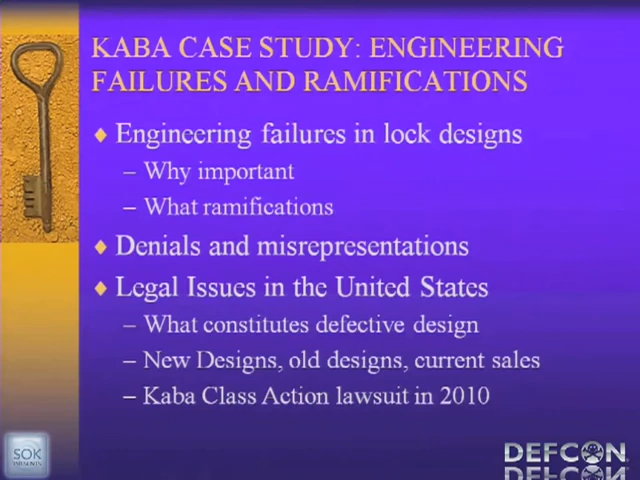 KABA CASE STUDY: ENGINEERING
FAILURES AND RAMIFICATIONS
Engineering failures in lock designs
– Why important
– What ramifications
Denials and misrepresentations
Legal Issues in the United States
– What constitutes defective design
– New Designs, old designs, current sales
– Kaba Class Action lawsuit in 2010
SOK
PRESENTS
DEFCON